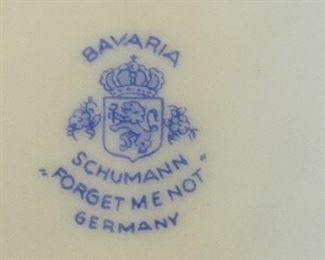 BAVARIA
SCHUMANN
"FORGET ME NOT"
GERMANY